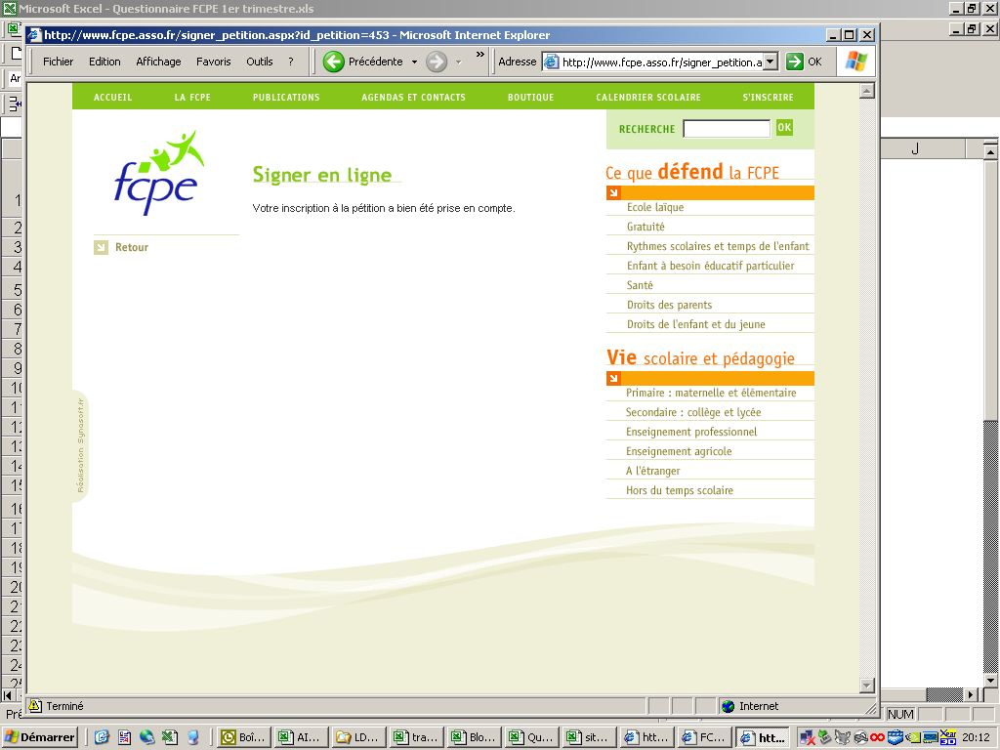 Microsoft Excel - Questionnaire FCPE 1er trimestre.xls
http://www.fcpe.asso.fr/signer_petition.aspx?id_petition=453 - Microsoft Internet Explorer
Fichier Edition Affichage Favoris Outils ? Précédente » Adresse http://www.fcpe.asso.fr/signer_petition.a OK
Ar
ACCUEIL LA FCPE PUBLICATIONS AGENDAS ET CONTACTS BOUTIQUE CALENDRIER SCOLAIRE S'INSCRIRE
RECHERCHE OK
J
fcpe
Signer en ligne
Votre inscription à la pétition a bien été prise en compte.
Retour
Ce que défend la FCPE
Ecole laïque
Gratuité
Rythmes scolaires et temps de l'enfant
Enfant à besoin éducatif particulier
Santé
Droits des parents
Droits de l'enfant et du jeune
Vie scolaire et pédagogie
Primaire : maternelle et élémentaire
Secondaire : collège et lycée
Enseignement professionnel
Enseignement agricole
A l'étranger
Hors du temps scolaire
Réalisation Synosoft.fr
1
2
3
4
5
6
7
8
9
10
11
12
13
14
15
16
17
18
19
20
21
22
23
24
25
Terminé Internet
Pré NUM
Démarrer Boî... AI... LD... tra... Blo... Qu... sit... htt... FC... htt... 20:12